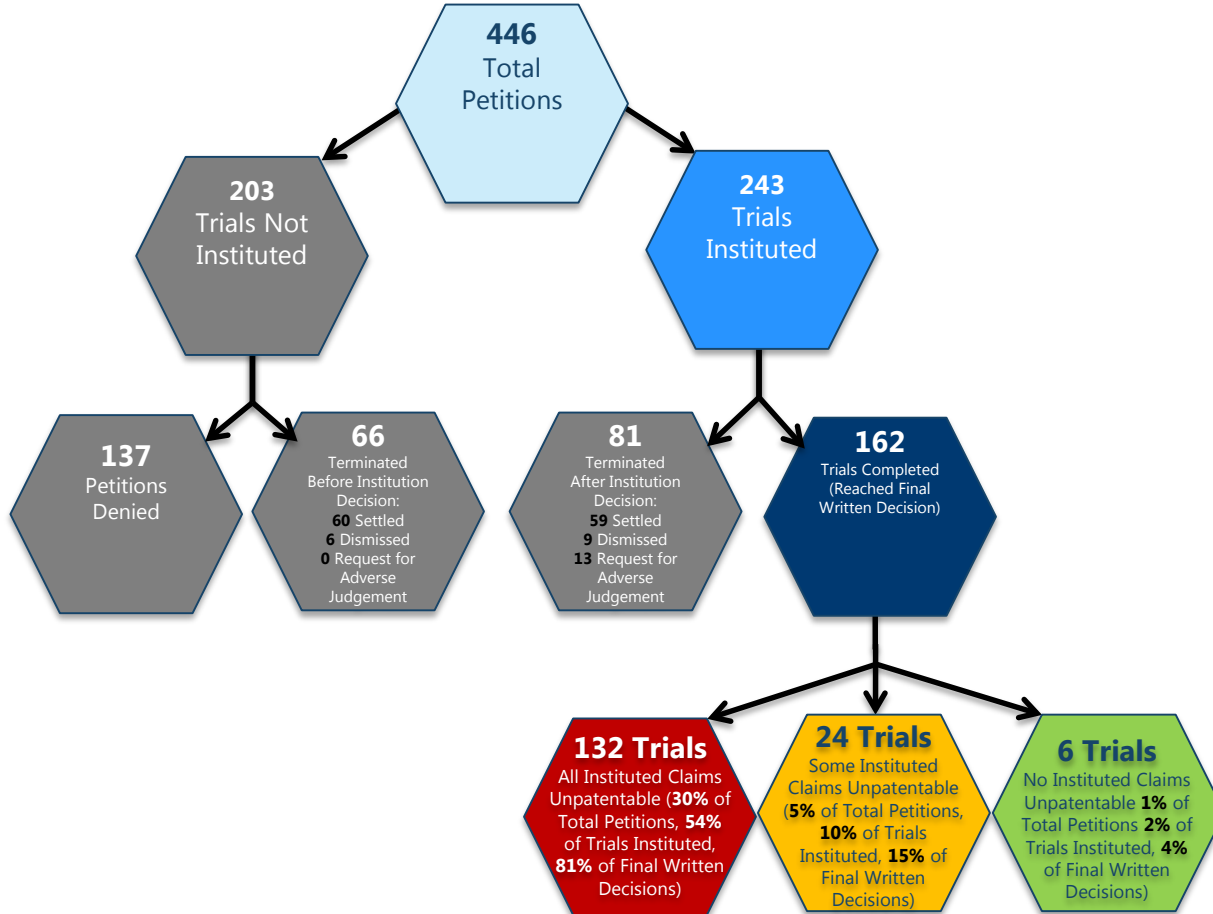 446
Total
Petitions
203
Trials Not
Instituted
243
Trials
Instituted
137
Petitions
Denied
66
Terminated
Before Institution
Decision:
60 Settled
6 Dismissed
0 Request for
Adverse
Judgement
81
Terminated
After Institution
Decision:
59 Settled
9 Dismissed
13 Request for
Adverse
Judgement
162
Trials Completed
(Reached Final
Written Decision)
132 Trials
All Instituted Claims
Unpatentable (30% of
Total Petitions, 54%
of Trials Instituted,
81% of Final Written
Decisions)
24 Trials
Some Instituted
Claims Unpatentable
(5% of Total Petitions,
10% of Trials
Instituted, 15% of
Final Written
Decisions)
6 Trials
No Instituted Claims
Unpatentable 1% of
Total Petitions 2% of
Trials Instituted, 4%
of Final Written
Decisions)